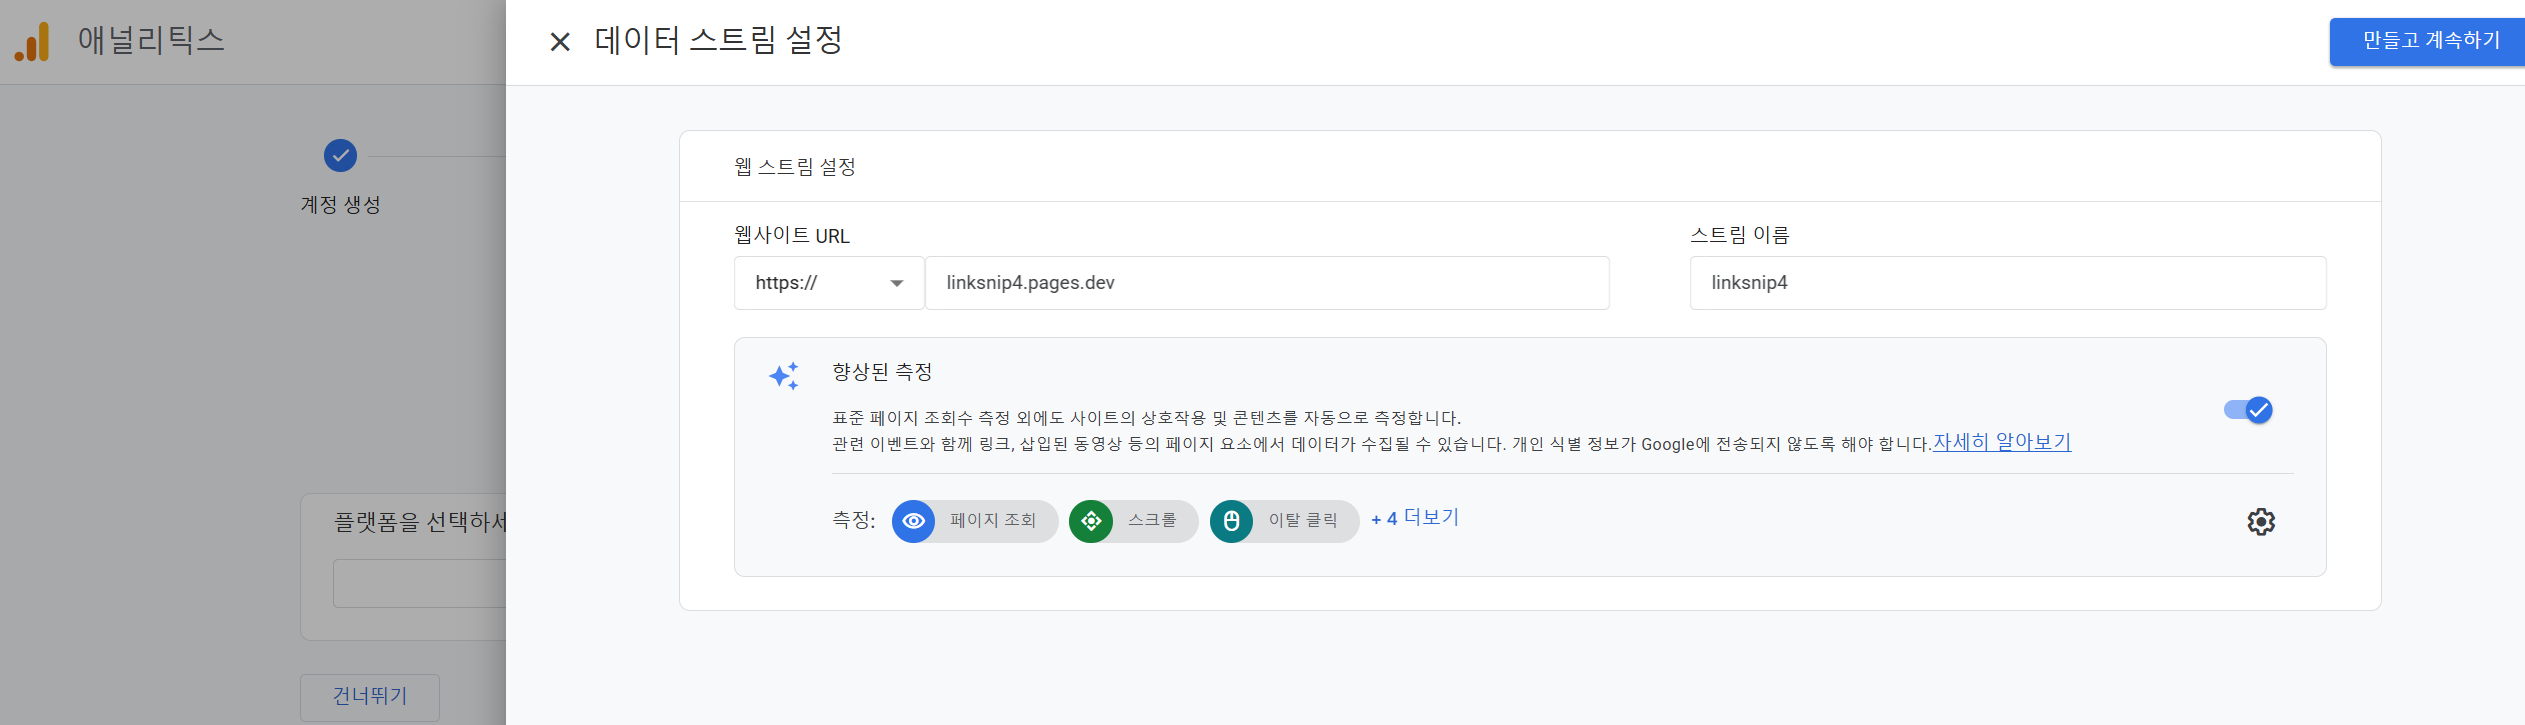 애널리틱스
데이터 스트림 설정
만들고 계속하기
계정 생성
플랫폼을 선택하세
건너뛰기
웹 스트림 설정
웹사이트 URL
스트림 이름
https://
linksnip4.pages.dev
linksnip4
향상된 측정
표준 페이지 조회수 측정 외에도 사이트의 상호작용 및 콘텐츠를 자동으로 측정합니다.
관련 이벤트와 함께 링크, 삽입된 동영상 등의 페이지 요소에서 데이터가 수집될 수 있습니다. 개인 식별 정보가 Google에 전송되지 않도록 해야 합니다.자세히 알아보기
측정: 페이지 조회 스크롤 이탈 클릭 + 4 더보기